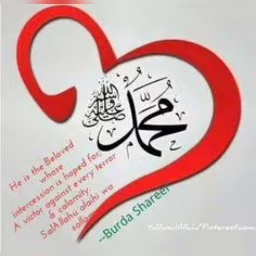 محمد
صلى الله عليه وسلم
He is the Beloved
whose
intercession is hoped for,
A victor against every terror
& calamity.
SalAllahu alaihi wa
sallam
--Burda Shareef